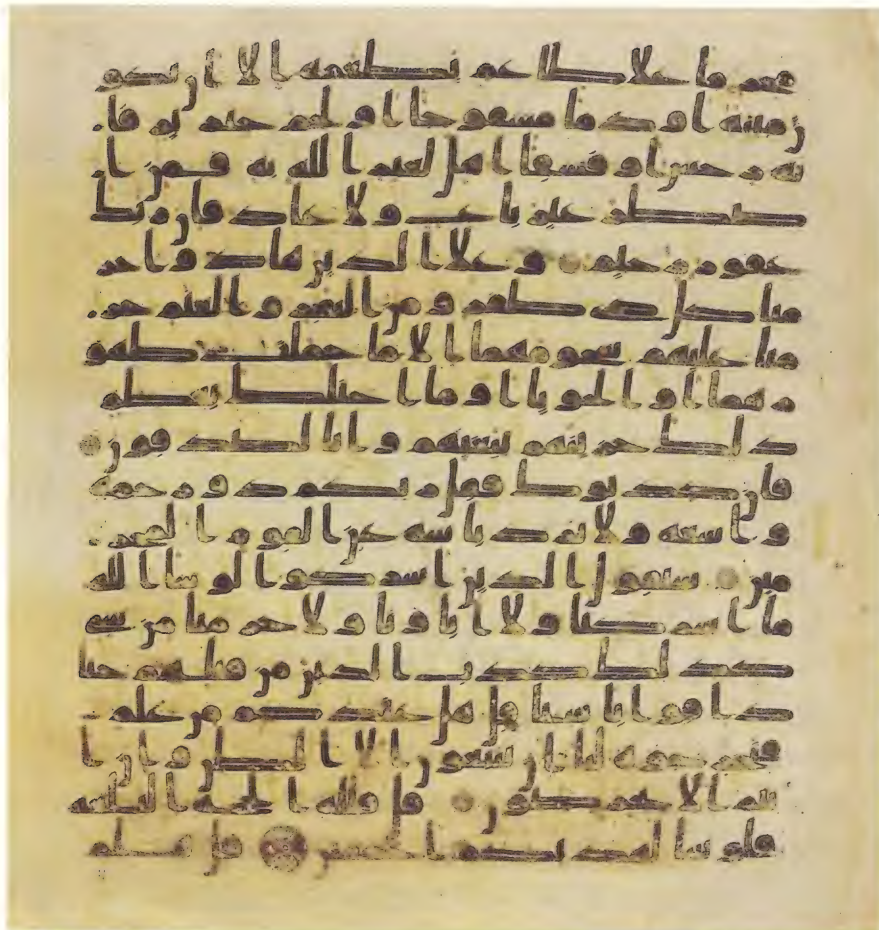 محرما على طاعم يطعمه الا ان يكو
ن ميتة او دما مسفوحا او لحم خنزير فا
نه رجس او فسقا اهل لغير الله به فمن ا
ضطر غير باغ ولا عاد فان ربك
غفور رحيم وعلى الذين هادوا حر
منا كل ذي ظفر ومن البقر والغنم حر
منا عليهم شحومهما الا ما حملت ظهو
رهما او الحوايا او ما اختلط بعظم
ذلك جزينهم ببغيهم وانا لصدقون
فان كذبوك فقل ربكم ذو رحمة
واسعة ولا يرد باسه عن القوم المجر
مين سيقول الذين اشركوا لو شا الله
ما اشركنا ولا اباونا ولا حرمنا من شي
كذلك كذب الذين من قبلهم حتى
ذاقوا باسنا قل هل عندكم من علم
فتخرجوه لنا ان تتبعون الا الظن وان ا
نتم الا تخرصون قل فلله الحجة البلغة
فلو شا لهديكم اجمعين قل هلم